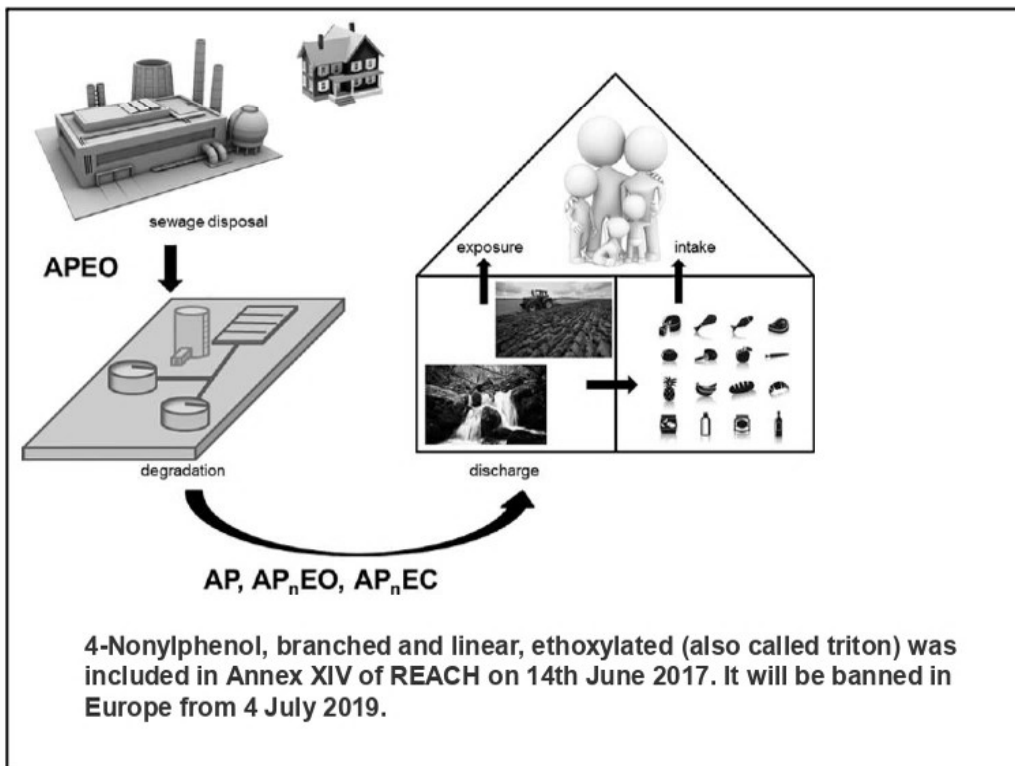 sewage disposal
APEO
degradation
AP, APnEO, APnEC
exposure
intake
discharge
4-Nonylphenol, branched and linear, ethoxylated (also called triton) was
included in Annex XIV of REACH on 14th June 2017. It will be banned in
Europe from 4 July 2019.